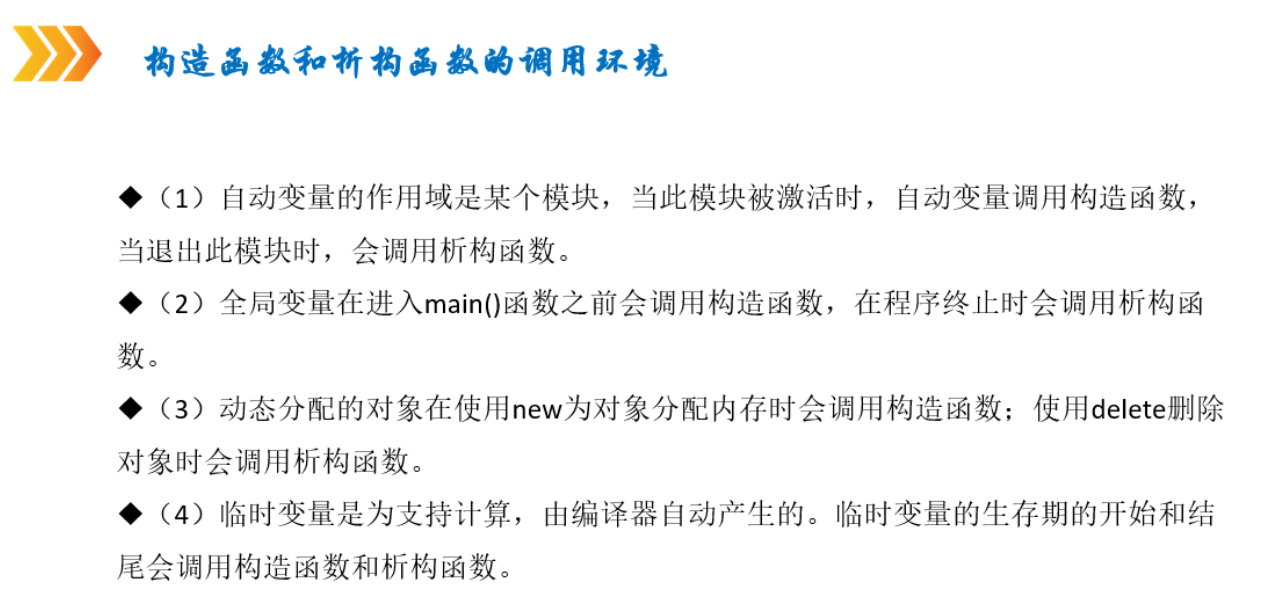 构造函数和析构函数的调用环境
◆（1）自动变量的作用域是某个模块，当此模块被激活时，自动变量调用构造函数，
当退出此模块时，会调用析构函数。
◆（2）全局变量在进入main()函数之前会调用构造函数，在程序终止时会调用析构函
数。
◆（3）动态分配的对象在使用new为对象分配内存时会调用构造函数；使用delete删除
对象时会调用析构函数。
◆（4）临时变量是为支持计算，由编译器自动产生的。临时变量的生存期的开始和结
尾会调用构造函数和析构函数。